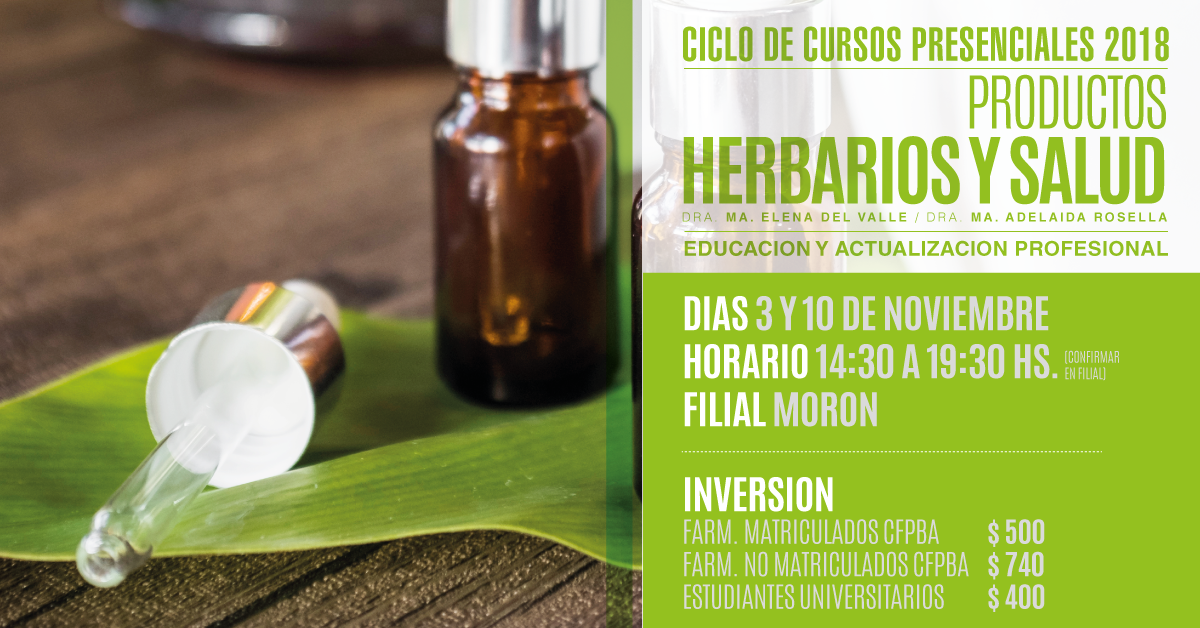 CICLO DE CURSOS PRESENCIALES 2018
PRODUCTOS
HERBARIOS Y SALUD
DRA. MA. ELENA DEL VALLE / DRA. MA. ADELAIDA ROSELLA
EDUCACION Y ACTUALIZACION PROFESIONAL
DIAS 3 Y 10 DE NOVIEMBRE
HORARIO 14:30 A 19:30 HS. (CONFIRMAR
EN FILIAL)
FILIAL MORON
INVERSION
FARM. MATRICULADOS CFPBA $ 500
FARM. NO MATRICULADOS CFPBA $ 740
ESTUDIANTES UNIVERSITARIOS $ 400